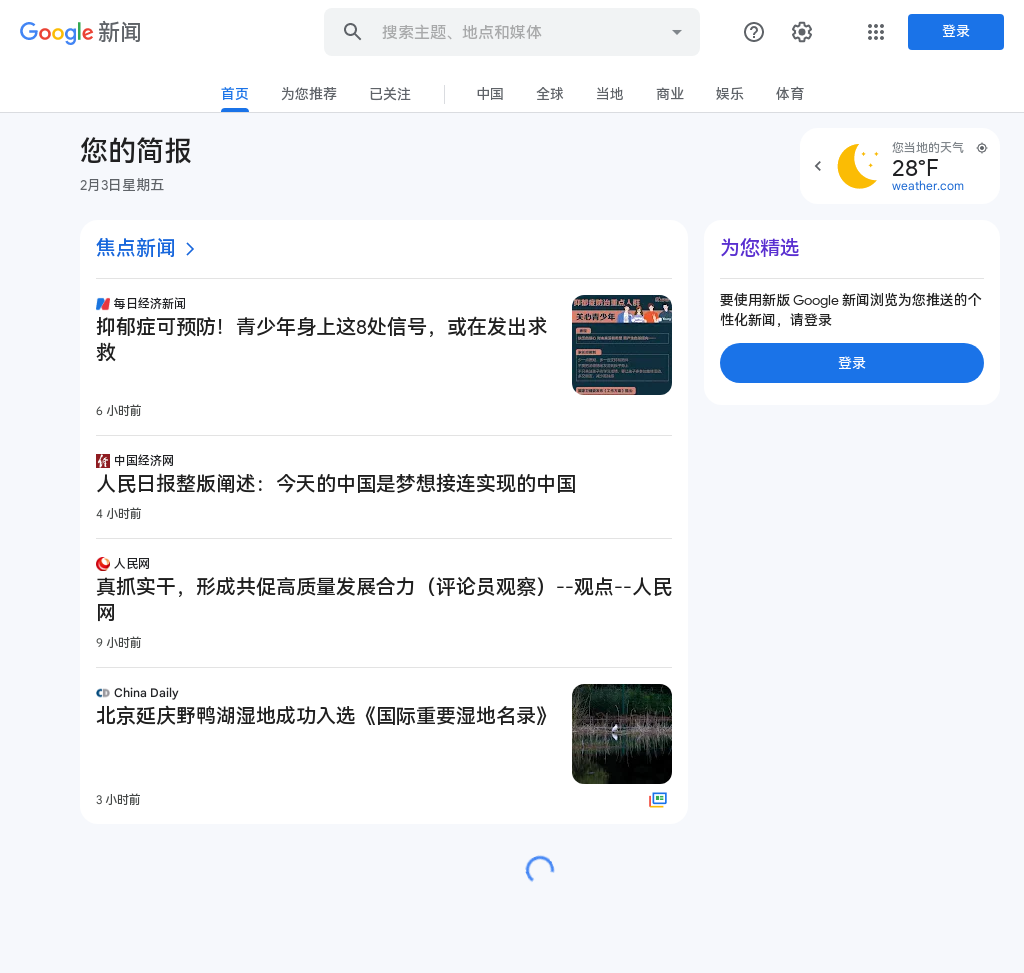 Google 新闻
搜索主题、地点和媒体
登录
首页
为您推荐
已关注
中国
全球
当地
商业
娱乐
体育
您的简报
2月3日星期五
您当地的天气
28°F
weather.com
焦点新闻
每日经济新闻
抑郁症可预防！青少年身上这8处信号，或在发出求
救
抑郁症防治重点人群
关心青少年
6 小时前
中国经济网
人民日报整版阐述：今天的中国是梦想接连实现的中国
4 小时前
人民网
真抓实干，形成共促高质量发展合力（评论员观察）--观点--人民
网
9 小时前
China Daily
北京延庆野鸭湖湿地成功入选《国际重要湿地名录》
3 小时前
为您精选
要使用新版 Google 新闻浏览为您推送的个
性化新闻，请登录
登录